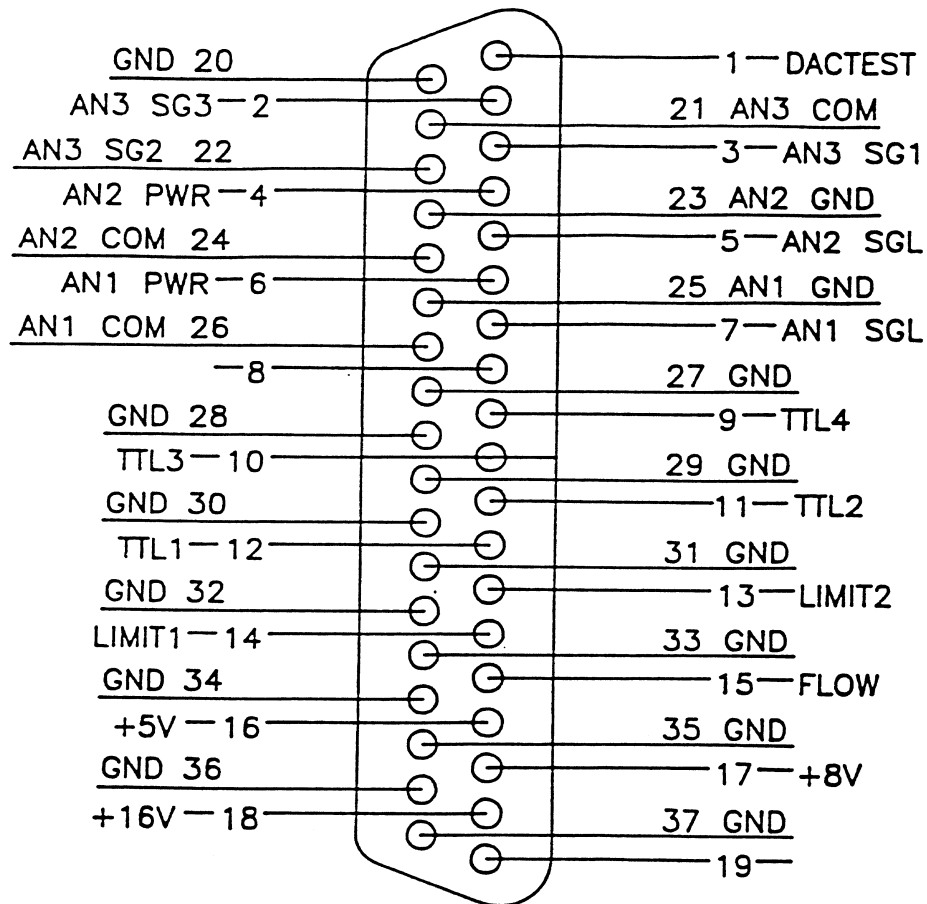 GND 20
1 DACTEST
AN3 SG3 2
21 AN3 COM
AN3 SG2 22
3 AN3 SG1
AN2 PWR 4
23 AN2 GND
AN2 COM 24
5 AN2 SGL
AN1 PWR 6
25 AN1 GND
AN1 COM 26
7 AN1 SGL
8
27 GND
GND 28
9 TTL4
TTL3 10
29 GND
GND 30
11 TTL2
TTL1 12
31 GND
GND 32
13 LIMIT2
LIMIT1 14
33 GND
GND 34
15 FLOW
+5V 16
35 GND
GND 36
17 +8V
+16V 18
37 GND
19